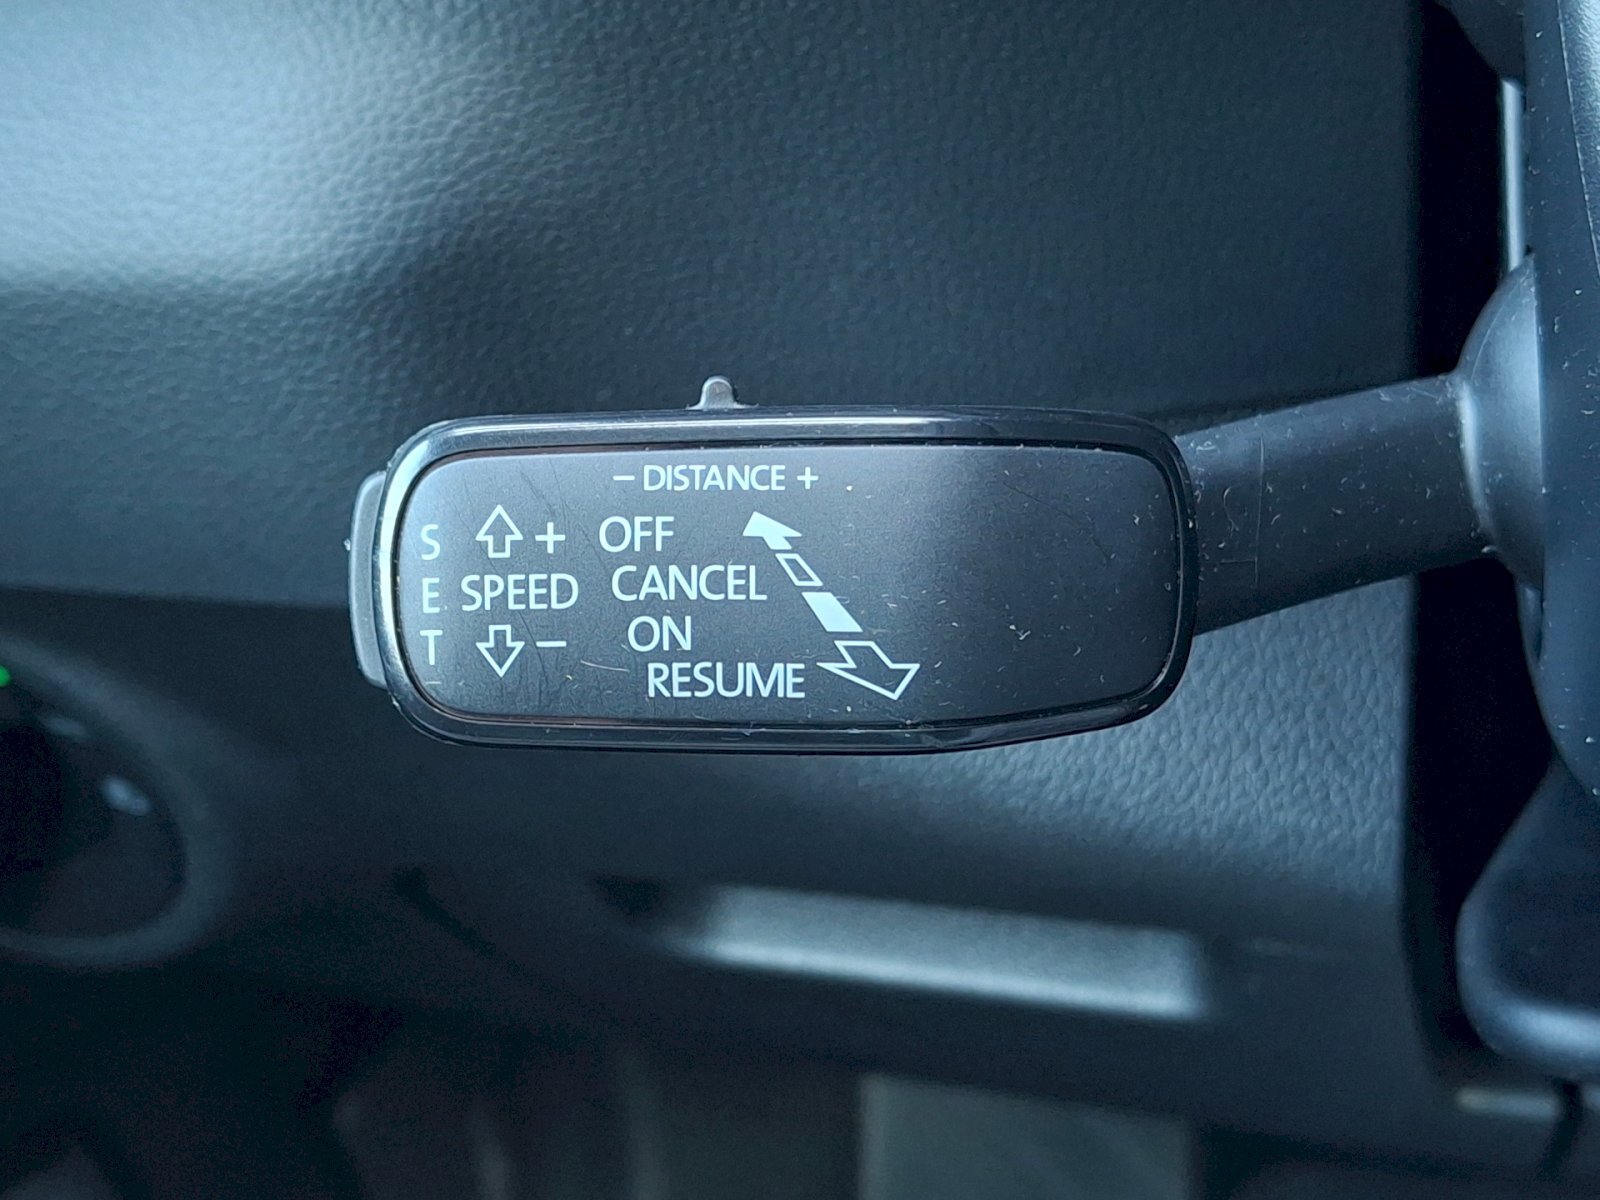 − DISTANCE +
S + OFF
E SPEED CANCEL
T − ON
RESUME